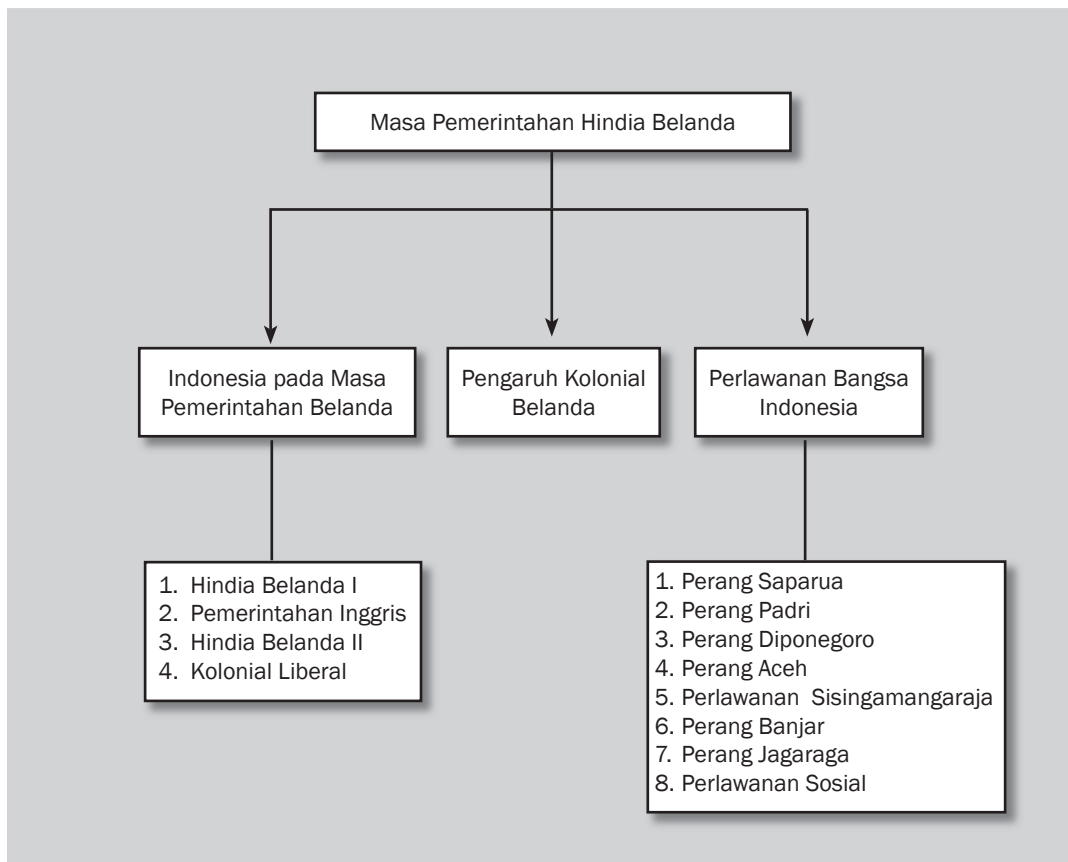 Masa Pemerintahan Hindia Belanda
Indonesia pada Masa
Pemerintahan Belanda
Pengaruh Kolonial
Belanda
Perlawanan Bangsa
Indonesia
1. Hindia Belanda I
2. Pemerintahan Inggris
3. Hindia Belanda II
4. Kolonial Liberal
1. Perang Saparua
2. Perang Padri
3. Perang Diponegoro
4. Perang Aceh
5. Perlawanan Sisingamangaraja
6. Perang Banjar
7. Perang Jagaraga
8. Perlawanan Sosial